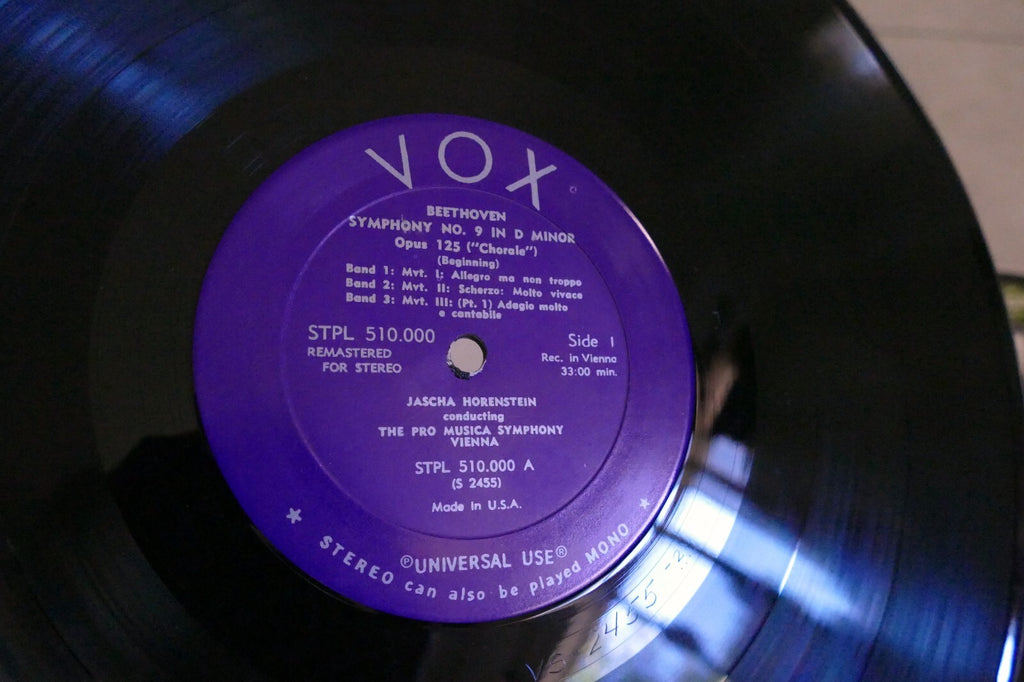 VOX
BEETHOVEN
SYMPHONY NO. 9 IN D MINOR
Opus 125 ("Chorale")
(Beginning)
Band 1: Mvt. I: Allegro ma non troppo
Band 2: Mvt. II: Scherzo: Molto vivace
Band 3: Mvt. III: (Pt. 1) Adagio molto
e cantabile
STPL 510.000
REMASTERED
FOR STEREO
Side 1
Rec. in Vienna
33:00 min.
JASCHA HORENSTEIN
conducting
THE PRO MUSICA SYMPHONY
VIENNA
STPL 510.000 A
(S 2455)
Made in U.S.A.
℗UNIVERSAL USE®
★ STEREO can also be played MONO ★
VS 2455 -2